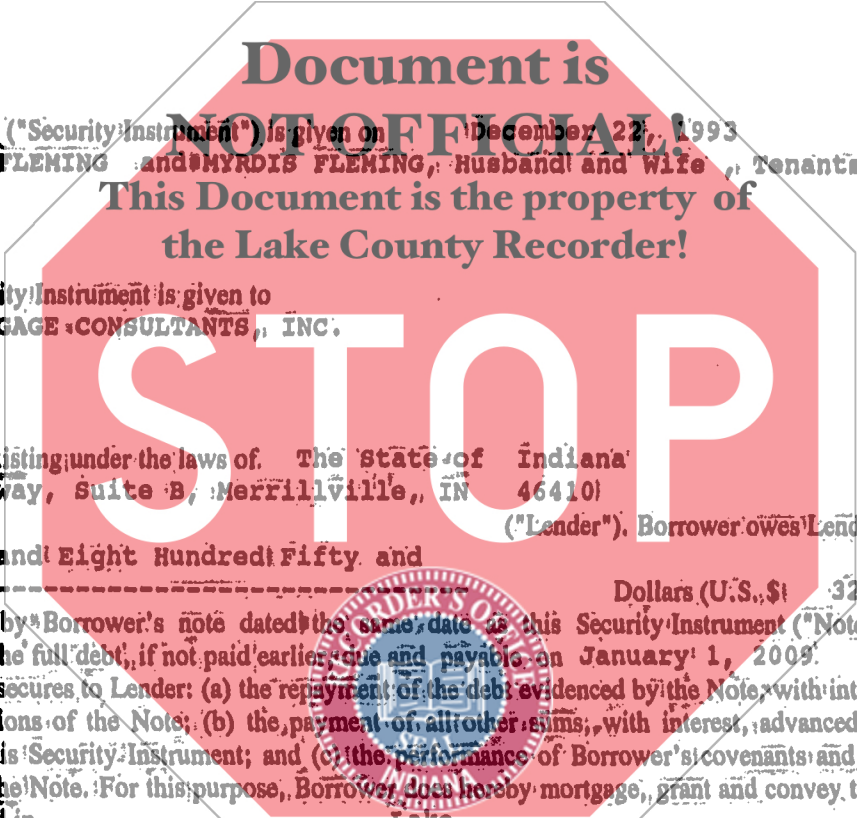 Document is
NOT OFFICIAL!
("Security Instrument") is given on December 22, 1993
FLEMING and MYRDIS FLEMING, Husband and Wife, Tenants
This Document is the property of
the Lake County Recorder!
ity Instrument is given to
GAGE CONSULTANTS, INC.
STOP
isting under the laws of The State of Indiana
way, Suite B, Merrillville, IN 46410
("Lender"). Borrower owes Lend
and Eight Hundred Fifty and
Dollars (U.S. $ 32
by Borrower's note dated the same date as this Security Instrument ("Note
he full debt, if not paid earlier, due and payable on January 1, 2009.
secures to Lender: (a) the repayment of the debt evidenced by the Note, with int
ions of the Note; (b) the payment of all other sums, with interest, advanced
is Security Instrument; and (c) the performance of Borrower's covenants and
e Note. For this purpose, Borrower does hereby mortgage, grant and convey t
RECORDER'S OFFICE
SEAL
INDIANA
Lake